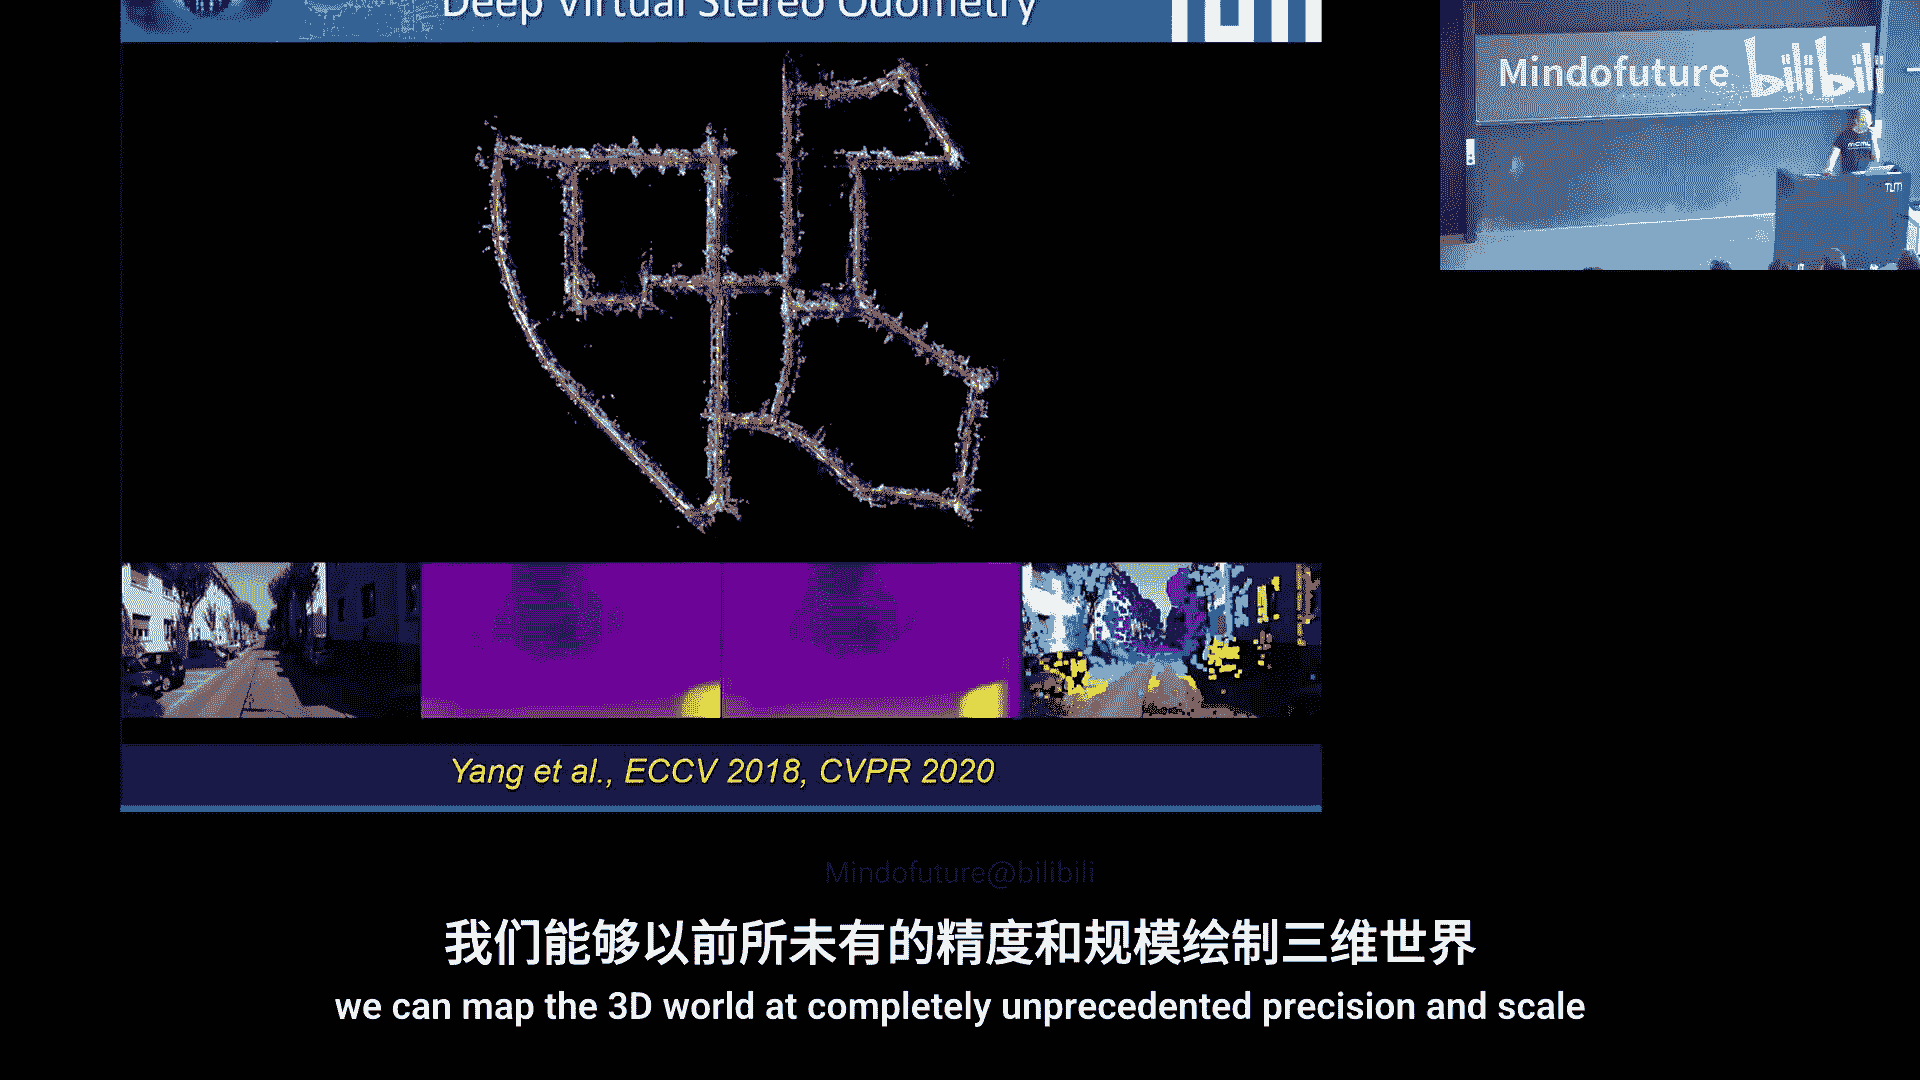 Deep Virtual Stereo Odometry
TUM
Mindofuture bilibili
mcml
TUM
Yang et al., ECCV 2018, CVPR 2020
Mindofuture@bilibili
我们能够以前所未有的精度和规模绘制三维世界
we can map the 3D world at completely unprecedented precision and scale